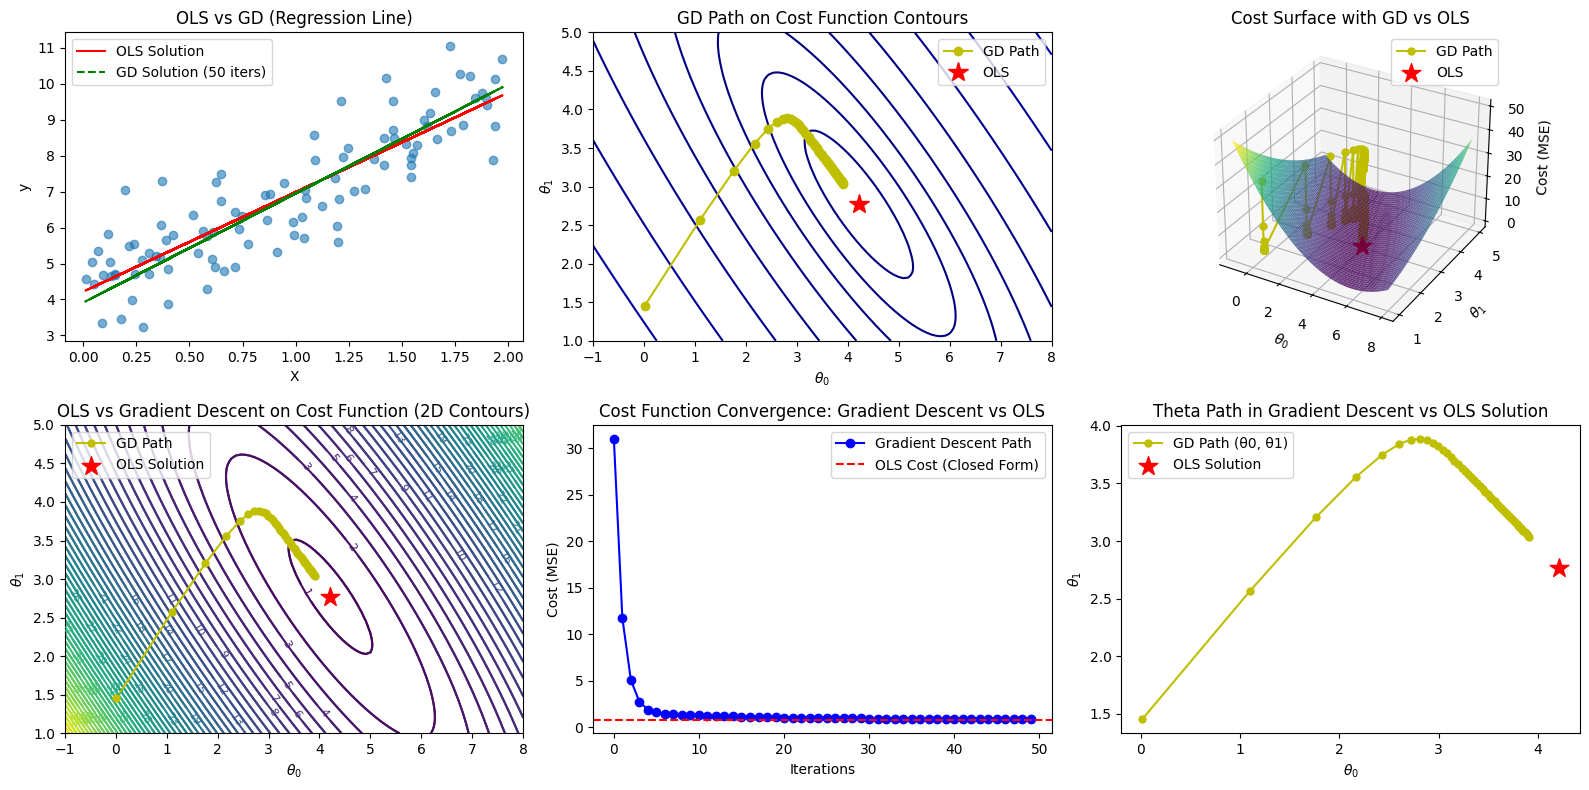 OLS vs GD (Regression Line)
OLS Solution
GD Solution (50 iters)
11
10
9
8
7
6
5
4
3
y
0.00 0.25 0.50 0.75 1.00 1.25 1.50 1.75 2.00
X
GD Path on Cost Function Contours
GD Path
OLS
5.0
4.5
4.0
3.5
3.0
2.5
2.0
1.5
1.0
θ1
−1 0 1 2 3 4 5 6 7 8
θ0
Cost Surface with GD vs OLS
GD Path
OLS
50
40
30
20
10
0
Cost (MSE)
0 2 4 6 8
θ0
1 2 3 4 5
θ1
OLS vs Gradient Descent on Cost Function (2D Contours)
GD Path
OLS Solution
5.0
4.5
4.0
3.5
3.0
2.5
2.0
1.5
1.0
θ1
−1 0 1 2 3 4 5 6 7 8
θ0
Cost Function Convergence: Gradient Descent vs OLS
Gradient Descent Path
OLS Cost (Closed Form)
30
25
20
15
10
5
0
Cost (MSE)
0 10 20 30 40 50
Iterations
Theta Path in Gradient Descent vs OLS Solution
GD Path (θ0, θ1)
OLS Solution
4.0
3.5
3.0
2.5
2.0
1.5
θ1
0 1 2 3 4
θ0